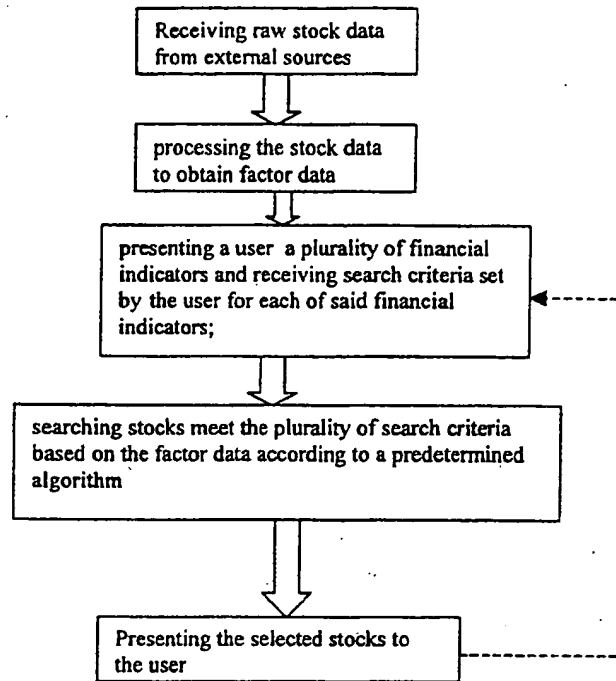 Receiving raw stock data
from external sources
processing the stock data
to obtain factor data
presenting a user a plurality of financial
indicators and receiving search criteria set
by the user for each of said financial
indicators;
searching stocks meet the plurality of search criteria
based on the factor data according to a predetermined
algorithm
Presenting the selected stocks to
the user